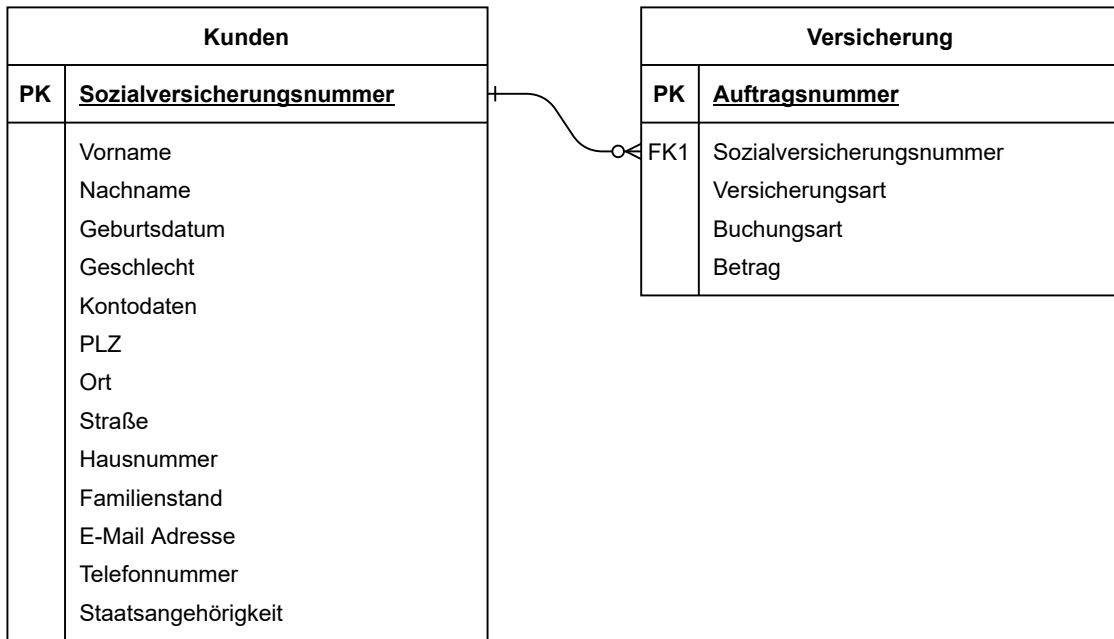 Kunden
PK Sozialversicherungsnummer
Vorname
Nachname
Geburtsdatum
Geschlecht
Kontodaten
PLZ
Ort
Straße
Hausnummer
Familienstand
E-Mail Adresse
Telefonnummer
Staatsangehörigkeit
Versicherung
PK Auftragsnummer
FK1 Sozialversicherungsnummer
Versicherungsart
Buchungsart
Betrag